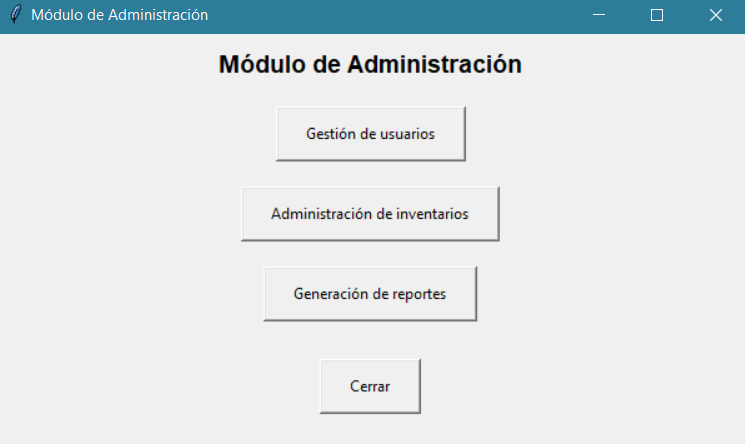 Módulo de Administración
Módulo de Administración
Gestión de usuarios
Administración de inventarios
Generación de reportes
Cerrar